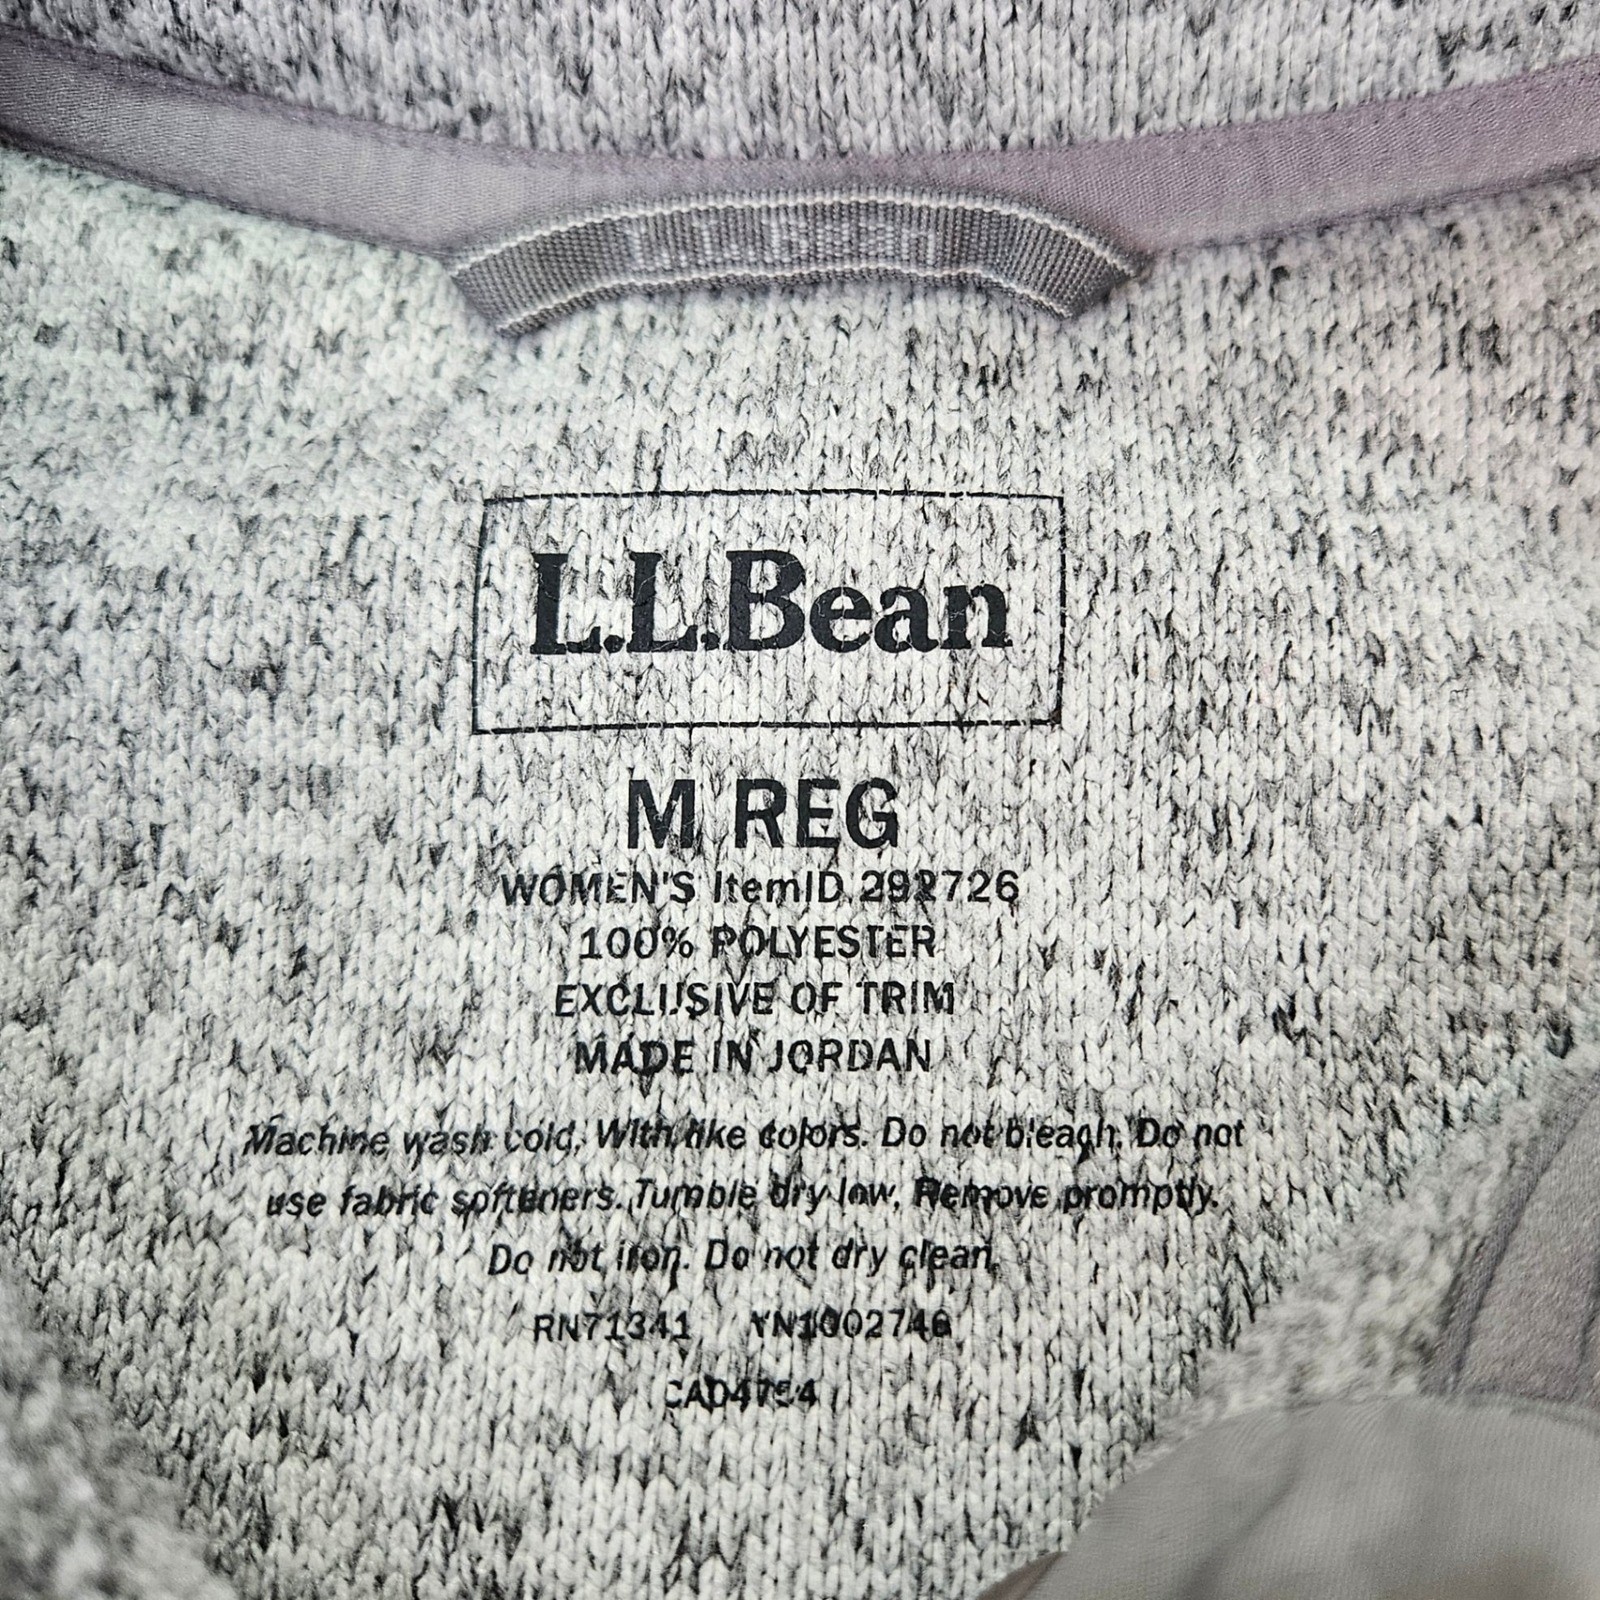 L.L.Bean
M REG
WOMEN'S ItemID 292726
100% POLYESTER
EXCLUSIVE OF TRIM
MADE IN JORDAN
Machine wash cold, With like colors. Do not bleach. Do not
use fabric softeners. Tumble dry low, Remove promptly.
Do not iron. Do not dry clean.
RN71341